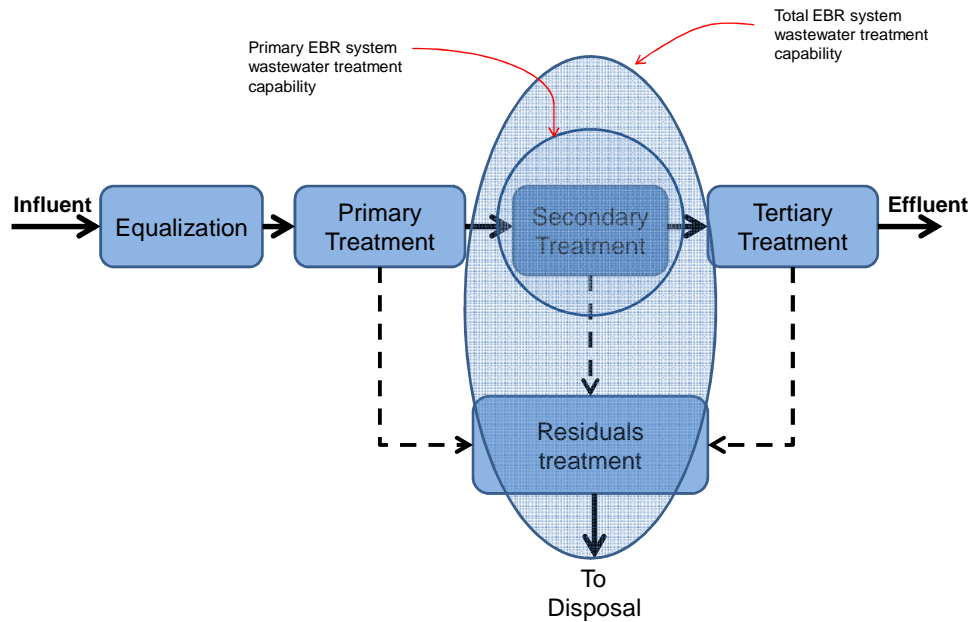 Total EBR system
wastewater treatment
capability
Primary EBR system
wastewater treatment
capability
Influent
Equalization
Primary
Treatment
Secondary
Treatment
Tertiary
Treatment
Effluent
Residuals
treatment
To
Disposal